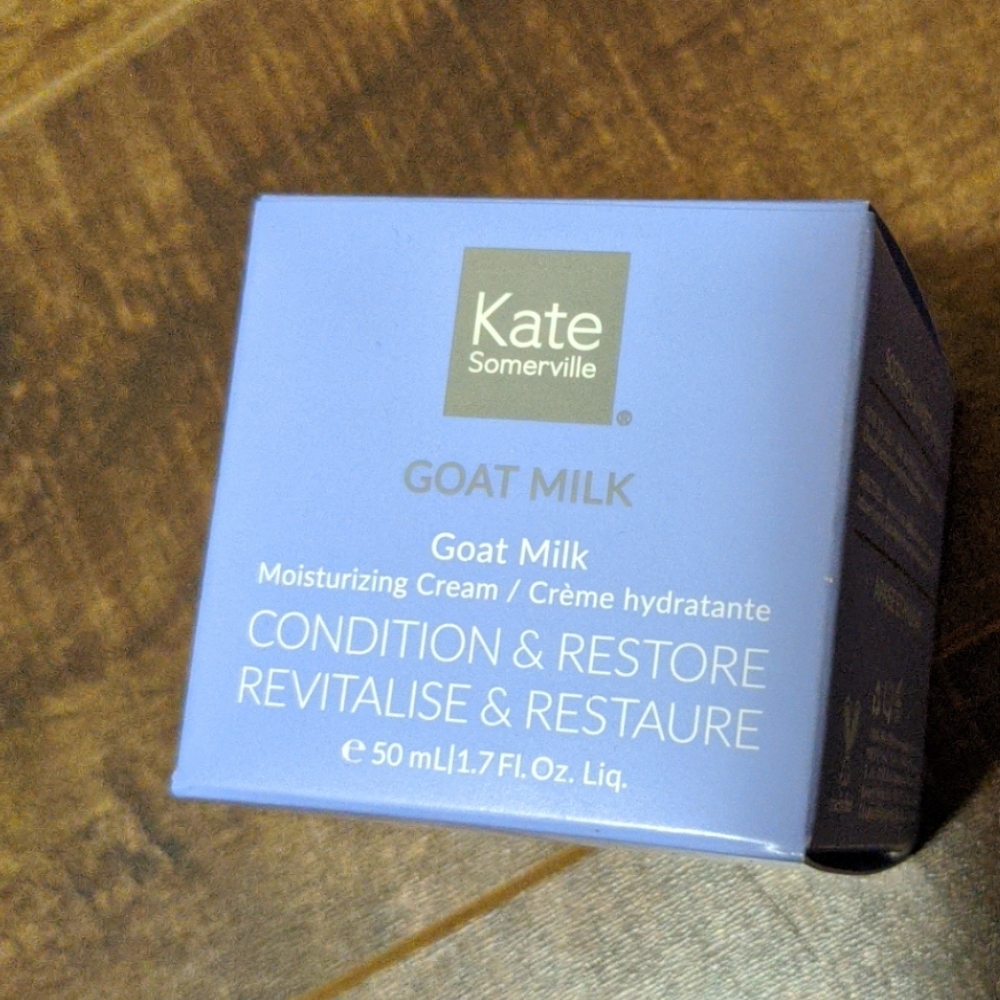 Kate
Somerville
®
GOAT MILK
Goat Milk
Moisturizing Cream / Crème hydratante
CONDITION & RESTORE
REVITALISE & RESTAURE
℮ 50 mL|1.7 Fl. Oz. Liq.